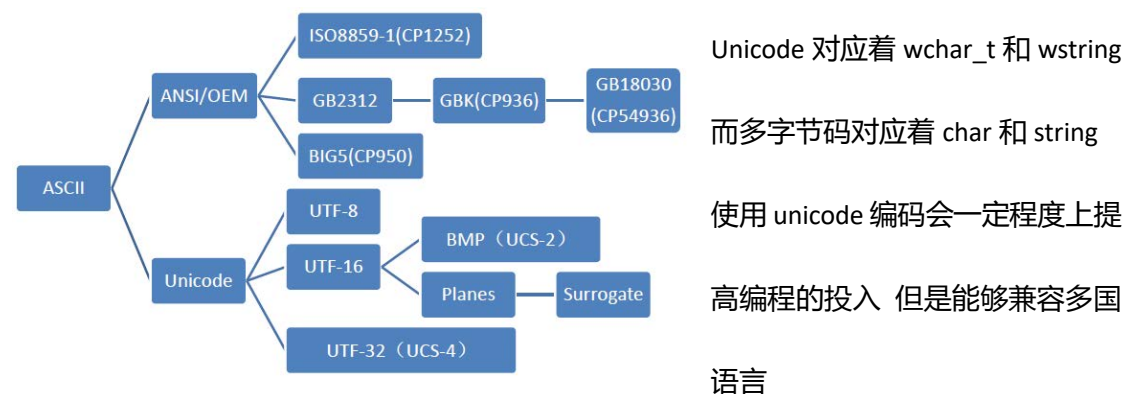 ISO8859-1(CP1252)
ANSI/OEM
GB2312
GBK(CP936)
GB18030
(CP54936)
BIG5(CP950)
ASCII
UTF-8
UTF-16
BMP（UCS-2）
Unicode
Planes
Surrogate
UTF-32（UCS-4）
Unicode 对应着 wchar_t 和 wstring
而多字节码对应着 char 和 string
使用 unicode 编码会一定程度上提
高编程的投入 但是能够兼容多国
语言